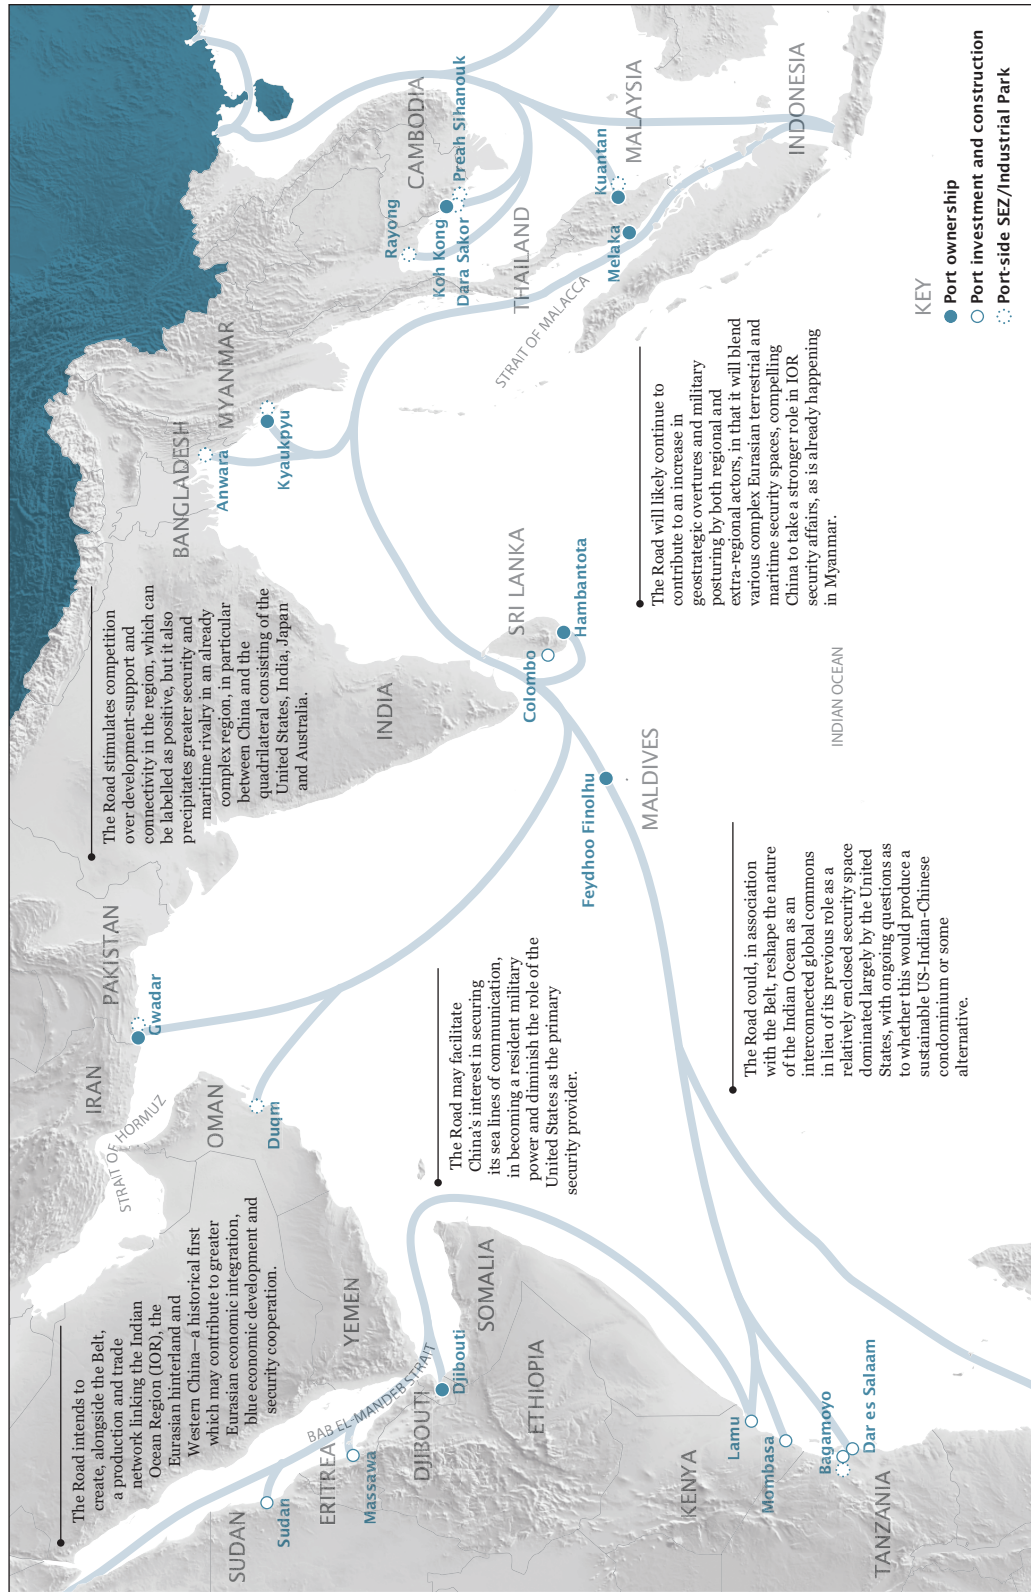 The Road intends to
create, alongside the Belt,
a production and trade
network linking the Indian
Ocean Region (IOR), the
Eurasian hinterland and
Western China—a historical first
which may contribute to greater
Eurasian economic integration,
blue economic development and
security cooperation.
The Road stimulates competition
over development-support and
connectivity in the region, which can
be labelled as positive, but it also
precipitates greater security and
maritime rivalry in an already
complex region, in particular
between China and the
quadrilateral consisting of the
United States, India, Japan
and Australia.
The Road may facilitate
China's interest in securing
its sea lines of communication,
in becoming a resident military
power and diminish the role of the
United States as the primary
security provider.
The Road will likely continue to
contribute to an increase in
geostrategic overtures and military
posturing by both regional and
extra-regional actors, in that it will blend
various complex Eurasian terrestrial and
maritime security spaces, compelling
China to take a stronger role in IOR
security affairs, as is already happening
in Myanmar.
The Road could, in association
with the Belt, reshape the nature
of the Indian Ocean as an
interconnected global commons
in lieu of its previous role as a
relatively enclosed security space
dominated largely by the United
States, with ongoing questions as
to whether this would produce a
sustainable US-Indian-Chinese
condominium or some
alternative.
IRAN
PAKISTAN
Gwadar
STRAIT OF HORMUZ
OMAN
Duqm
YEMEN
BAB EL-MANDEB STRAIT
SUDAN
Sudan
ERITREA
Massawa
DJIBOUTI
Djibouti
SOMALIA
ETHIOPIA
KENYA
Lamu
Mombasa
Bagamoyo
Dar es Salaam
TANZANIA
INDIA
SRI LANKA
Colombo
Hambantota
Feydhoo Finolhu
MALDIVES
INDIAN OCEAN
BANGLADESH
Anwara
MYANMAR
Kyaukpyu
THAILAND
Rayong
CAMBODIA
Koh Kong
Dara Sakor
Preah Sihanouk
STRAIT OF MALACCA
Kuantan
Melaka
MALAYSIA
INDONESIA
KEY
Port ownership
Port investment and construction
Port-side SEZ/Industrial Park